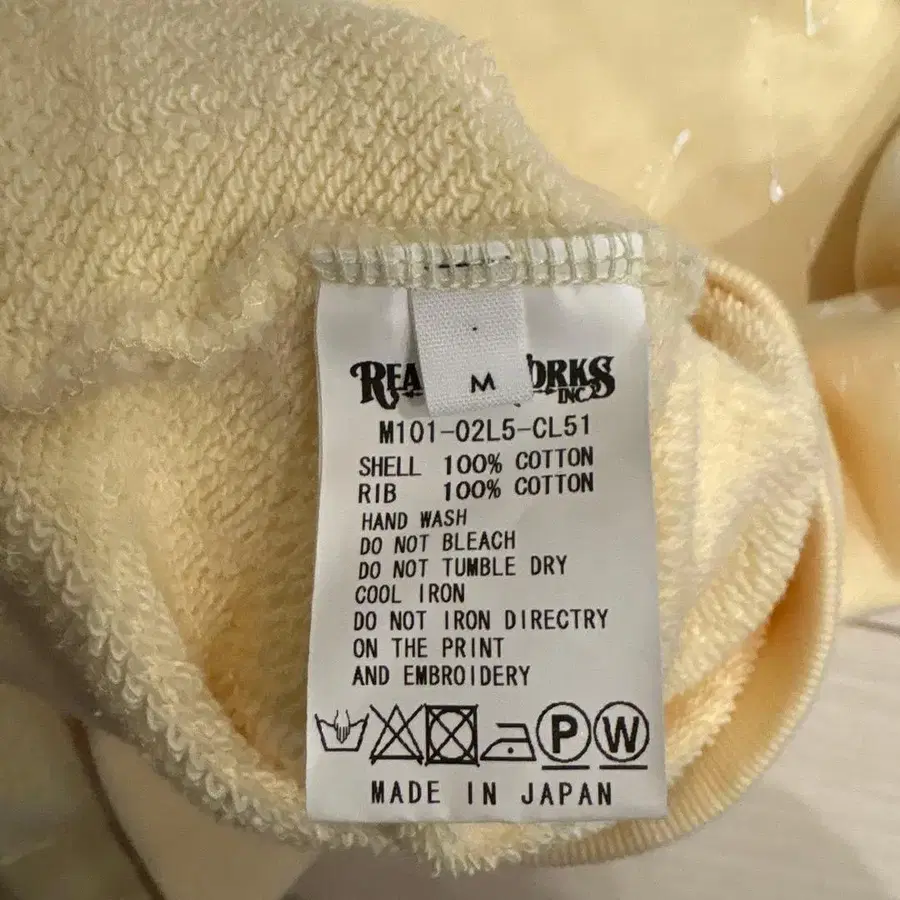 M
INC
M101-02L5-CL51
SHELL 100% COTTON
RIB 100% COTTON
HAND WASH
DO NOT BLEACH
DO NOT TUMBLE DRY
COOL IRON
DO NOT IRON DIRECTRY
ON THE PRINT
AND EMBROIDERY
P W
MADE IN JAPAN